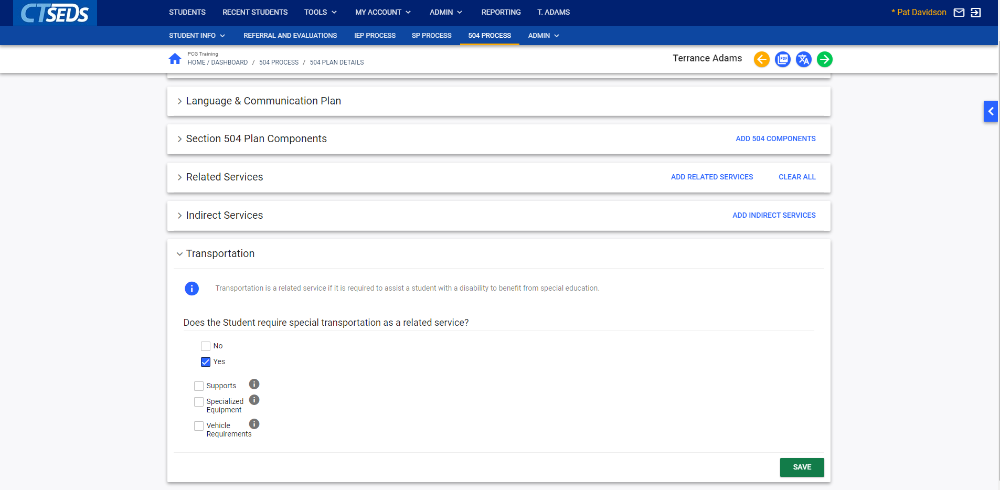 CTSEDS
STUDENTS RECENT STUDENTS TOOLS MY ACCOUNT ADMIN REPORTING T. ADAMS * Pat Davidson
STUDENT INFO REFERRAL AND EVALUATIONS IEP PROCESS SP PROCESS 504 PROCESS ADMIN
PCG Training
HOME / DASHBOARD / 504 PROCESS / 504 PLAN DETAILS
Terrance Adams
PDF
Language & Communication Plan
Section 504 Plan Components ADD 504 COMPONENTS
Related Services ADD RELATED SERVICES CLEAR ALL
Indirect Services ADD INDIRECT SERVICES
Transportation
Transportation is a related service if it is required to assist a student with a disability to benefit from special education.
Does the Student require special transportation as a related service?
No
Yes
Supports
Specialized
Equipment
Vehicle
Requirements
SAVE